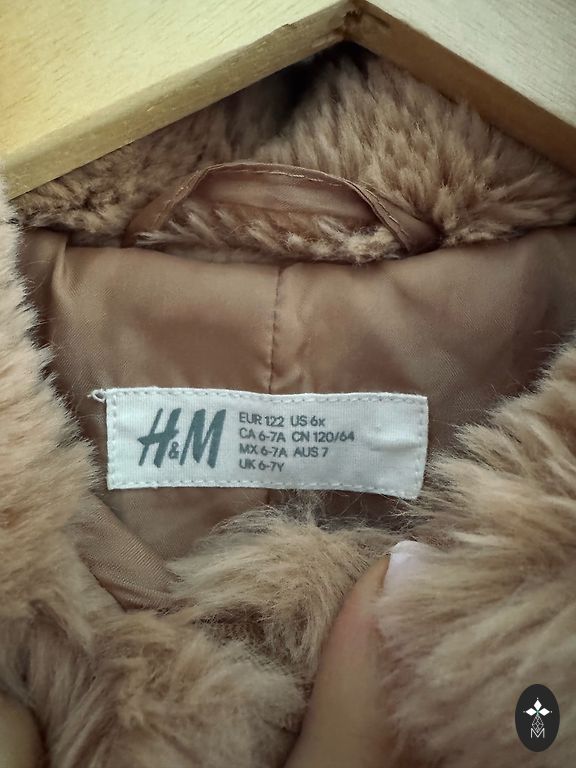 H&M
EUR 122 US 6x
CA 6-7A CN 120/64
MX 6-7A AUS 7
UK 6-7Y
M